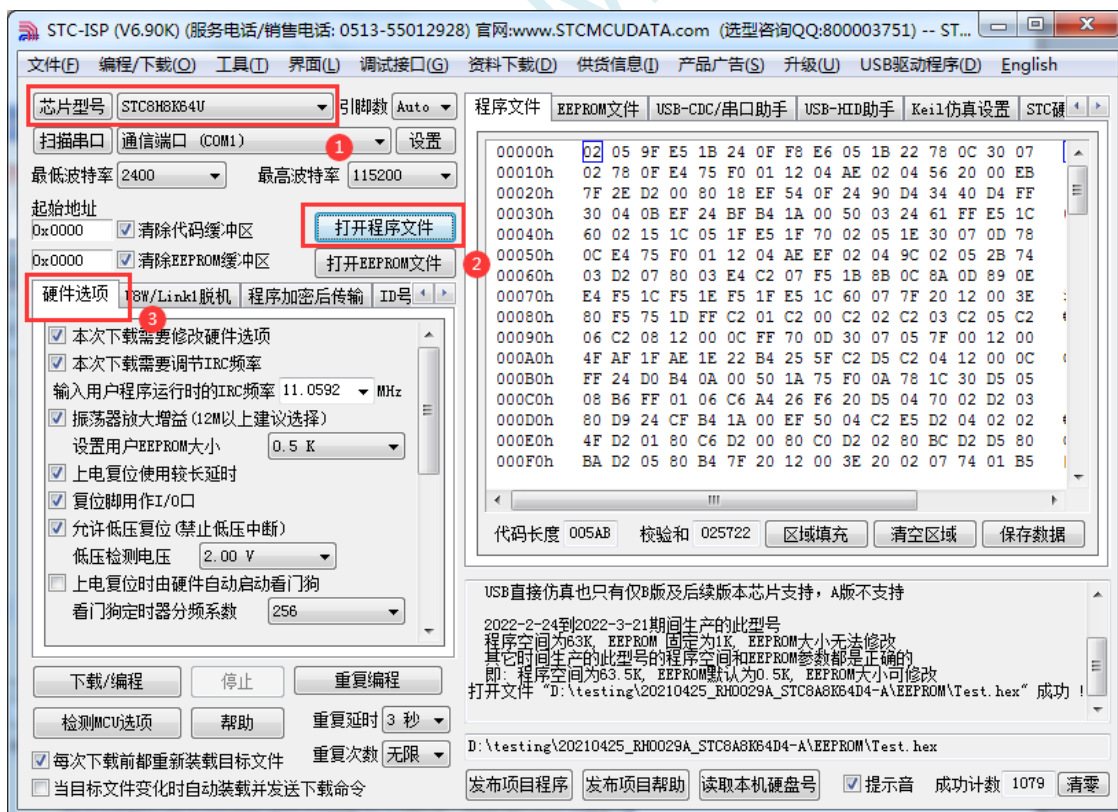 STC-ISP (V6.90K) (服务电话/销售电话: 0513-55012928) 官网:www.STCMCUDATA.com (选型咨询QQ:800003751) -- ST...
文件(F) 编程/下载(O) 工具(T) 界面(L) 调试接口(G) 资料下载(D) 供货信息(I) 产品广告(S) 升级(U) USB驱动程序(D) English
芯片型号 STC8H8K64U 引脚数 Auto
扫描串口 通信端口 (COM1) 设置
1
最低波特率 2400 最高波特率 115200
起始地址
0x0000 清除代码缓冲区 打开程序文件
0x0000 清除EEPROM缓冲区 打开EEPROM文件
2
硬件选项 U8W/Link1脱机 程序加密后传输 ID号
3
本次下载需要修改硬件选项
本次下载需要调节IRC频率
输入用户程序运行时的IRC频率 11.0592 MHz
振荡器放大增益(12M以上建议选择)
设置用户EEPROM大小 0.5 K
上电复位使用较长延时
复位脚用作I/O口
允许低压复位(禁止低压中断)
低压检测电压 2.00 V
上电复位时由硬件自动启动看门狗
看门狗定时器分频系数 256
下载/编程 停止 重复编程
检测MCU选项 帮助 重复延时 3 秒
每次下载前都重新装载目标文件 重复次数 无限
当目标文件变化时自动装载并发送下载命令
程序文件 EEPROM文件 USB-CDC/串口助手 USB-HID助手 Keil仿真设置 STC硬
00000h 02 05 9F E5 1B 24 0F F8 E6 05 1B 22 78 0C 30 07
00010h 02 78 0F E4 75 F0 01 12 04 AE 02 04 56 20 00 EB
00020h 7F 2E D2 00 80 18 EF 54 0F 24 90 D4 34 40 D4 FF
00030h 30 04 0B EF 24 BF B4 1A 00 50 03 24 61 FF E5 1C
00040h 60 02 15 1C 05 1F E5 1F 70 02 05 1E 30 07 0D 78
00050h 0C E4 75 F0 01 12 04 AE EF 02 04 9C 02 05 2B 74
00060h 03 D2 07 80 03 E4 C2 07 F5 1B 8B 0C 8A 0D 89 0E
00070h E4 F5 1C F5 1E F5 1F E5 1C 60 07 7F 20 12 00 3E
00080h 80 F5 75 1D FF C2 01 C2 00 C2 02 C2 03 C2 05 C2
00090h 06 C2 08 12 00 0C FF 70 0D 30 07 05 7F 00 12 00
000A0h 4F AF 1F AE 1E 22 B4 25 5F C2 D5 C2 04 12 00 0C
000B0h FF 24 D0 B4 0A 00 50 1A 75 F0 0A 78 1C 30 D5 05
000C0h 08 B6 FF 01 06 C6 A4 26 F6 20 D5 04 70 02 D2 03
000D0h 80 D9 24 CF B4 1A 00 EF 50 04 C2 E5 D2 04 02 02
000E0h 4F D2 01 80 C6 D2 00 80 C0 D2 02 80 BC D2 D5 80
000F0h BA D2 05 80 B4 7F 20 12 00 3E 20 02 07 74 01 B5
代码长度 005AB 校验和 025722 区域填充 清空区域 保存数据
USB直接仿真也只有仅B版及后续版本芯片支持，A版不支持
2022-2-24到2022-3-21期间生产的此型号
程序空间为63K, EEPROM 固定为1K, EEPROM大小无法修改
其它时间生产的此型号的程序空间和EEPROM参数都是正确的
即: 程序空间为63.5K, EEPROM默认为0.5K, EEPROM大小可修改
打开文件 "D:\testing\20210425_RH0029A_STC8A8K64D4-A\EEPROM\Test.hex" 成功 !
D:\testing\20210425_RH0029A_STC8A8K64D4-A\EEPROM\Test.hex
发布项目程序 发布项目帮助 读取本机硬盘号 提示音 成功计数 1079 清零